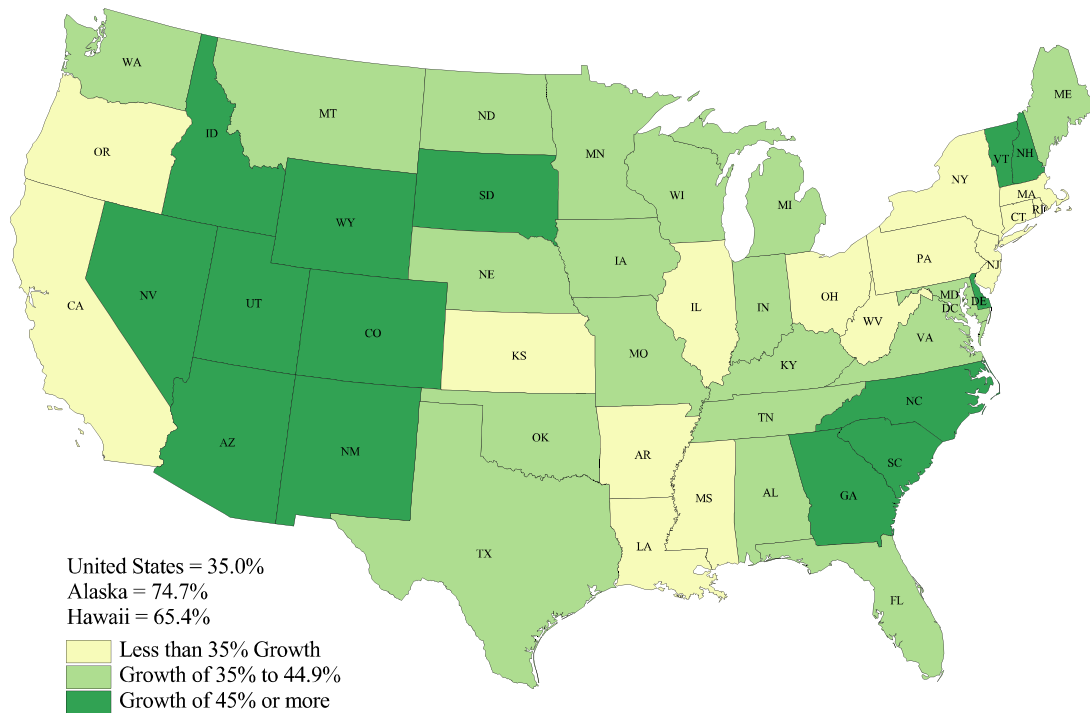 WA
MT
ND
ME
MN
OR
ID
VT
NH
NY
WI
SD
MI
MA
WY
CT
RI
IA
PA
NE
NJ
CA
NV
UT
IL
IN
OH
MD
DE
DC
WV
CO
VA
KS
MO
KY
NC
TN
AZ
NM
OK
AR
SC
AL
GA
MS
LA
TX
FL
United States = 35.0%
Alaska = 74.7%
Hawaii = 65.4%
Less than 35% Growth
Growth of 35% to 44.9%
Growth of 45% or more